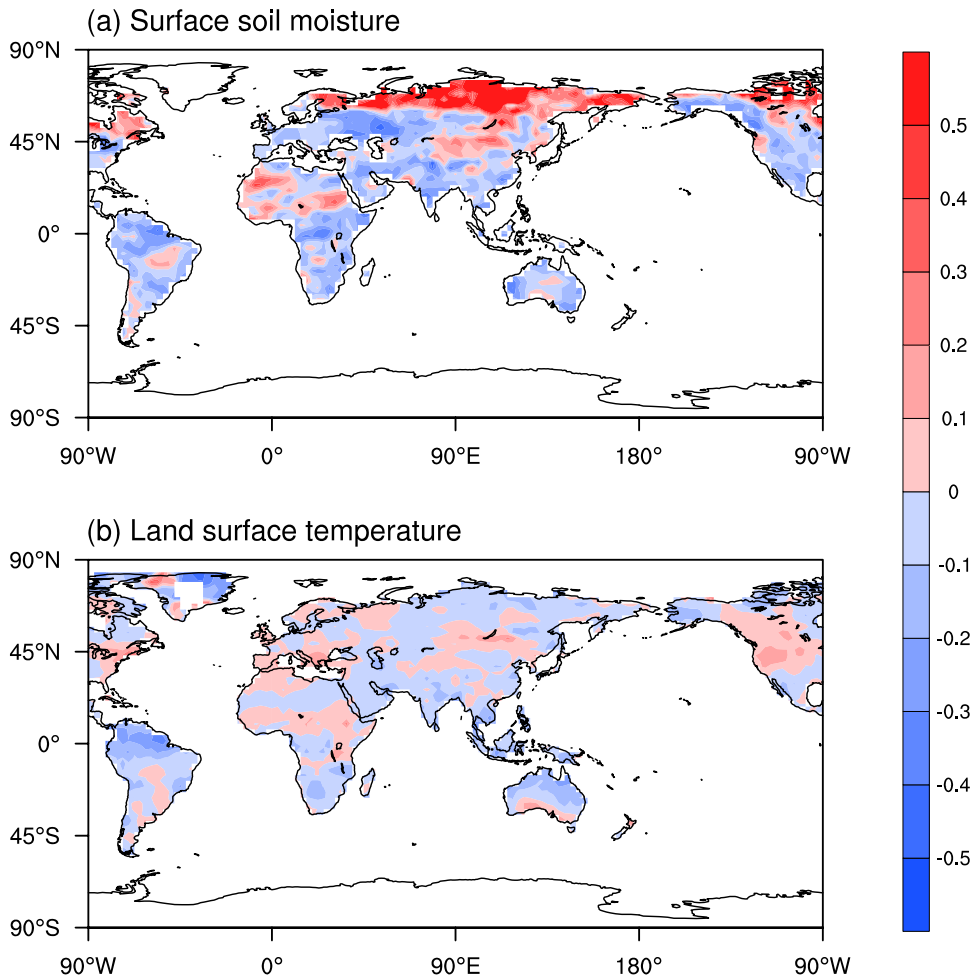 (a) Surface soil moisture
90°N
45°N
0°
45°S
90°S
90°W 0° 90°E 180° 90°W
(b) Land surface temperature
90°N
45°N
0°
45°S
90°S
90°W 0° 90°E 180° 90°W
0.5
0.4
0.3
0.2
0.1
0
-0.1
-0.2
-0.3
-0.4
-0.5